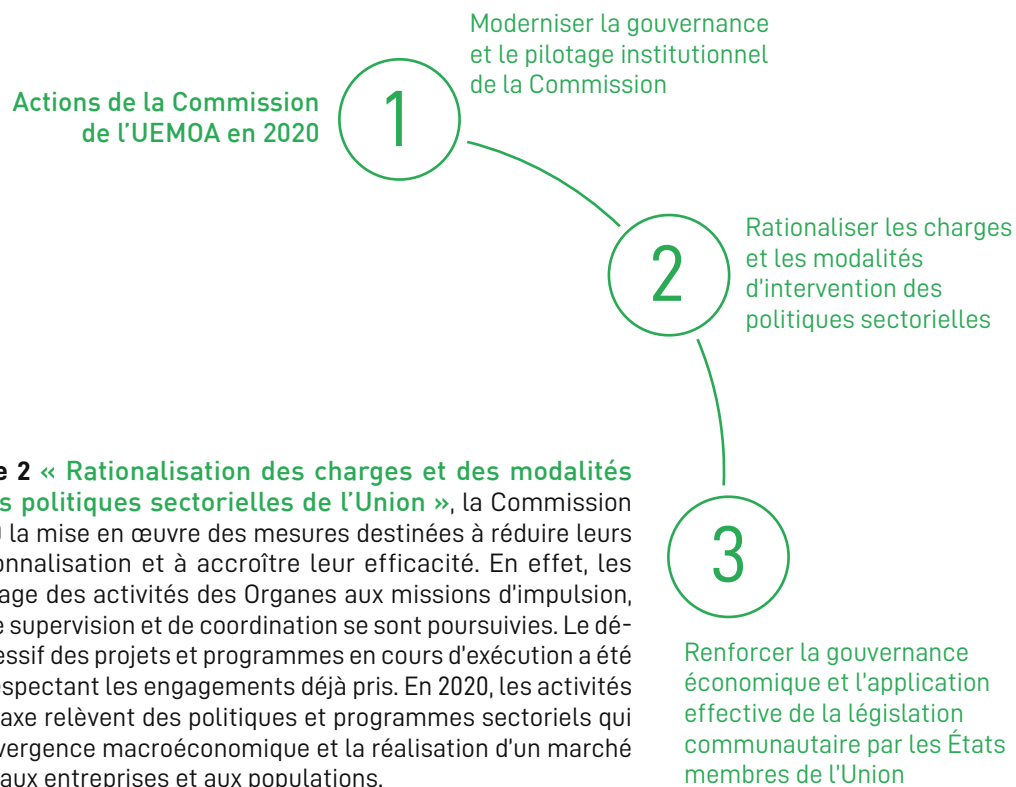 Actions de la Commission
de l'UEMOA en 2020
1
Moderniser la gouvernance
et le pilotage institutionnel
de la Commission
2
Rationaliser les charges
et les modalités
d'intervention des
politiques sectorielles
3
Renforcer la gouvernance
économique et l'application
effective de la législation
communautaire par les États
membres de l'Union
2 « Rationalisation des charges et des modalités
politiques sectorielles de l'Union », la Commission
la mise en œuvre des mesures destinées à réduire leurs
et à accroître leur efficacité. En effet, les
des activités des Organes aux missions d'impulsion,
supervision et de coordination se sont poursuivies. Le dé-
des projets et programmes en cours d'exécution a été
les engagements déjà pris. En 2020, les activités
axe relèvent des politiques et programmes sectoriels qui
macroéconomique et la réalisation d'un marché
aux entreprises et aux populations.